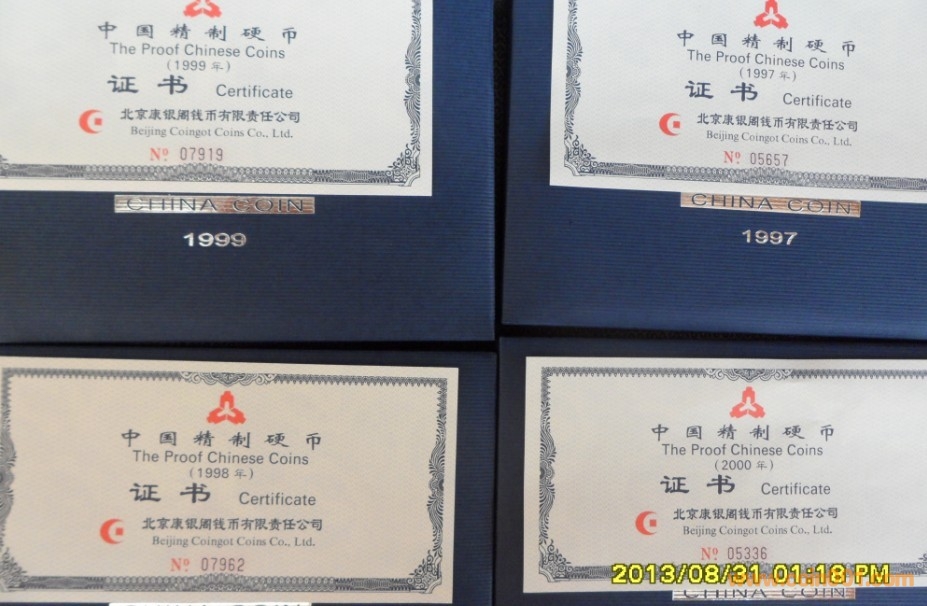 中国精制硬币
The Proof Chinese Coins
(1999年)
证书 Certificate
北京康银阁钱币有限责任公司
Beijing Coingot Coins Co., Ltd.
Nº 07919
CHINA COIN
1999
中国精制硬币
The Proof Chinese Coins
(1997年)
证书 Certificate
北京康银阁钱币有限责任公司
Beijing Coingot Coins Co., Ltd.
Nº 05657
CHINA COIN
1997
中国精制硬币
The Proof Chinese Coins
(1998年)
证书 Certificate
北京康银阁钱币有限责任公司
Beijing Coingot Coins Co., Ltd.
Nº 07962
中国精制硬币
The Proof Chinese Coins
(2000年)
证书 Certificate
北京康银阁钱币有限责任公司
Beijing Coingot Coins Co., Ltd.
Nº 05336
2013/08/31 01:18 PM
CHINA COIN